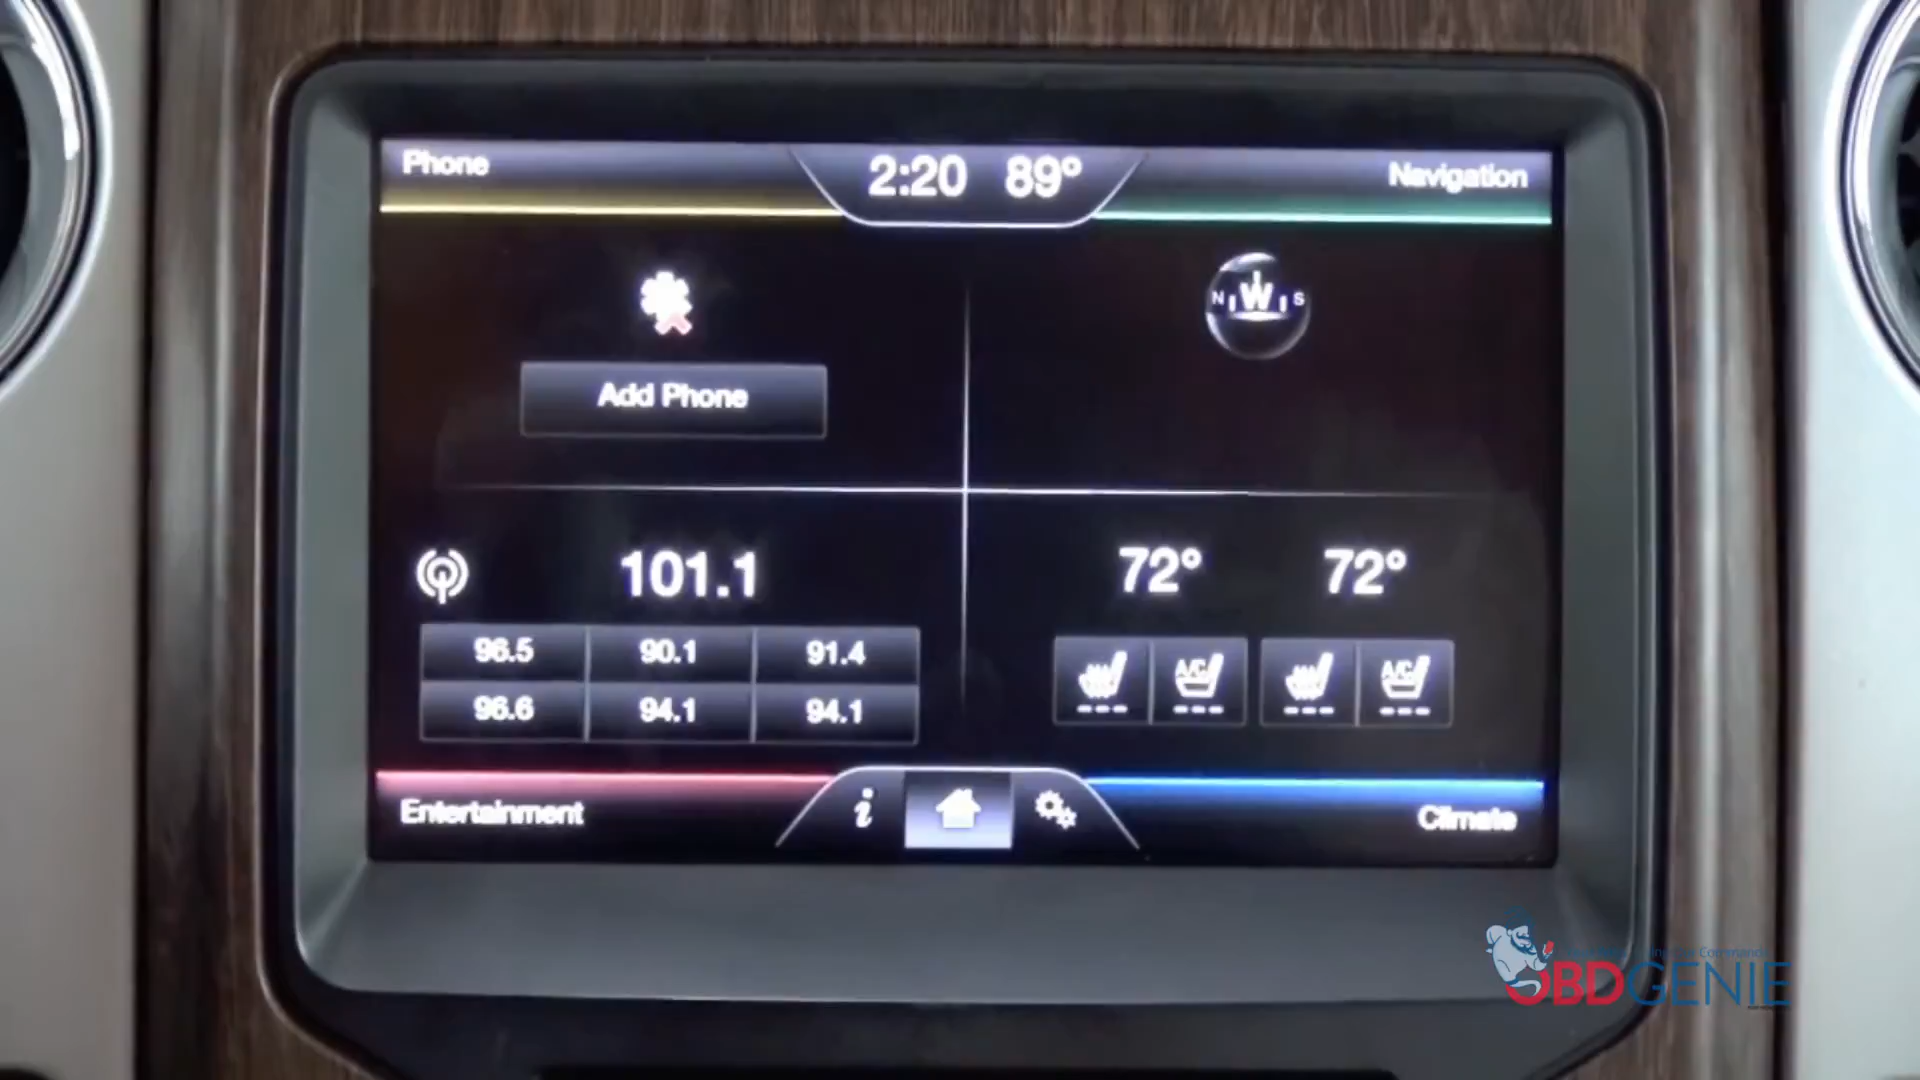 Phone
2:20 89°
Navigation
N W S
Add Phone
101.1
96.5 90.1 91.4
96.6 94.1 94.1
72° 72°
A/C A/C
Entertainment
i
Climate
OBDGENIE